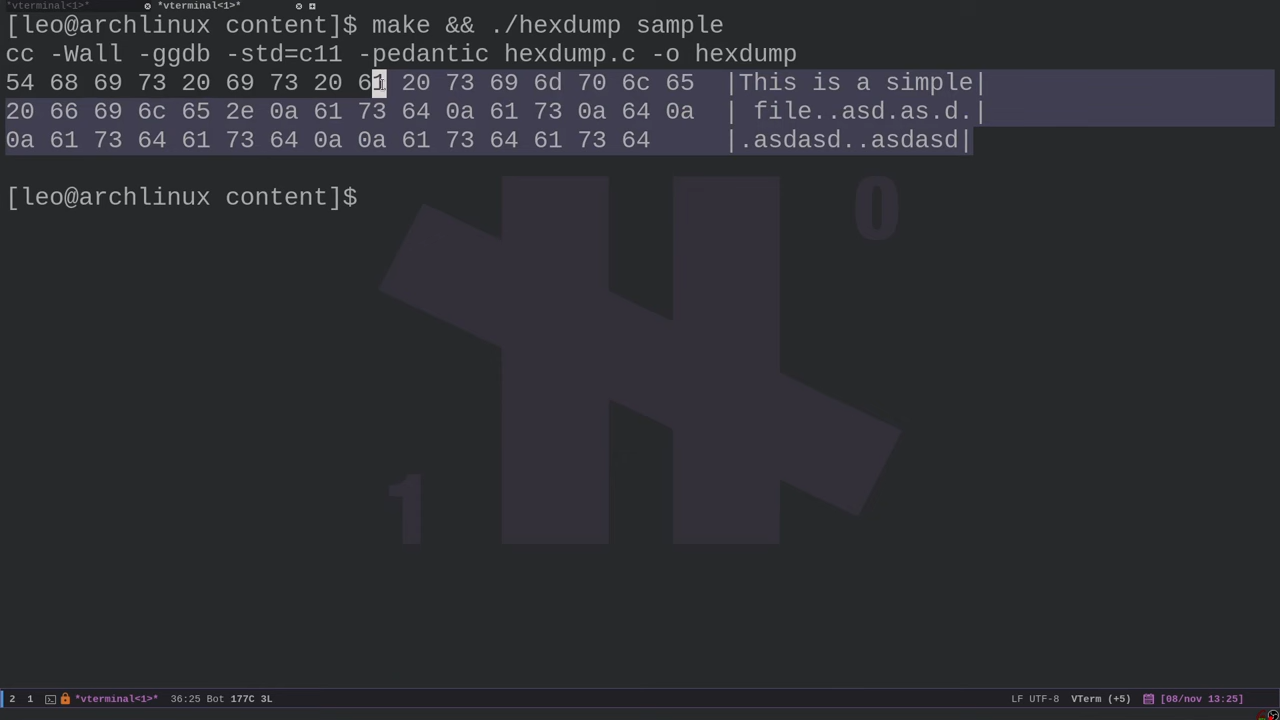 *vterminal<1>* *vterminal<1>*
[leo@archlinux content]$ make && ./hexdump sample
cc -Wall -ggdb -std=c11 -pedantic hexdump.c -o hexdump
54 68 69 73 20 69 73 20 61 20 73 69 6d 70 6c 65 |This is a simple|
20 66 69 6c 65 2e 0a 61 73 64 0a 61 73 0a 64 0a | file..asd.as.d.|
0a 61 73 64 61 73 64 0a 0a 61 73 64 61 73 64 |.asdasd..asdasd|
[leo@archlinux content]$
0
1
2 1 *vterminal<1>* 36:25 Bot 177C 3L LF UTF-8 VTerm (+5) [08/nov 13:25]